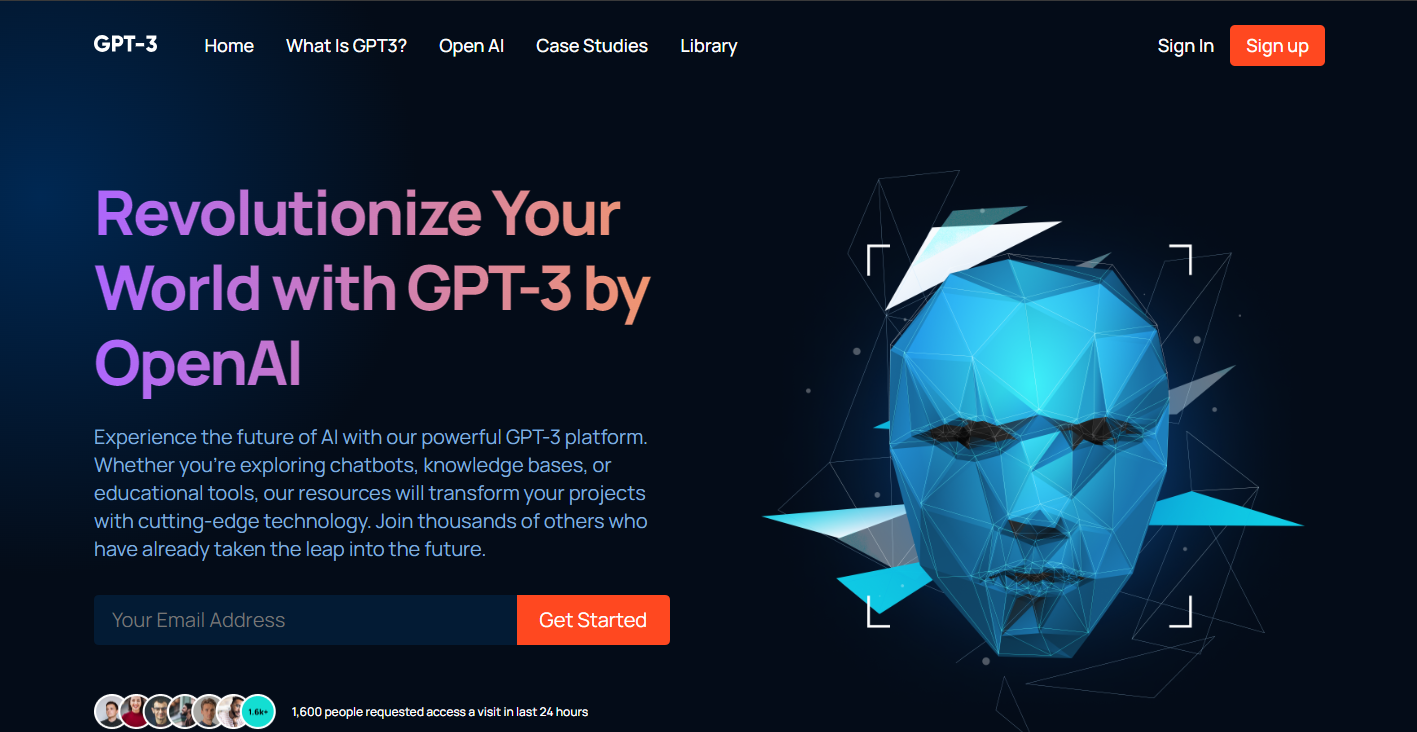 GPT-3
Home
What Is GPT3?
Open AI
Case Studies
Library
Sign In
Sign up
Revolutionize Your
World with GPT-3 by
OpenAI
Experience the future of AI with our powerful GPT-3 platform.
Whether you're exploring chatbots, knowledge bases, or
educational tools, our resources will transform your projects
with cutting-edge technology. Join thousands of others who
have already taken the leap into the future.
Your Email Address
Get Started
1.6k+
1,600 people requested access a visit in last 24 hours